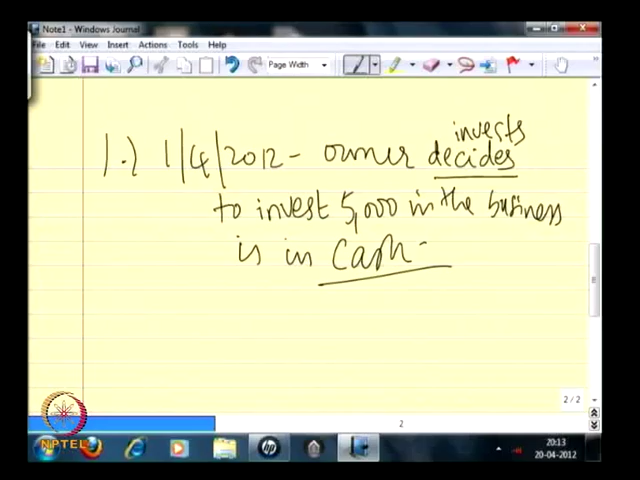 Note1 - Windows Journal
File Edit View Insert Actions Tools Help
Page Width
invests
1.) 1/4/2012 - owner decides
to invest 5,000 in the business
is in cash -
2 / 2
2
NPTEL
20:13
20-04-2012